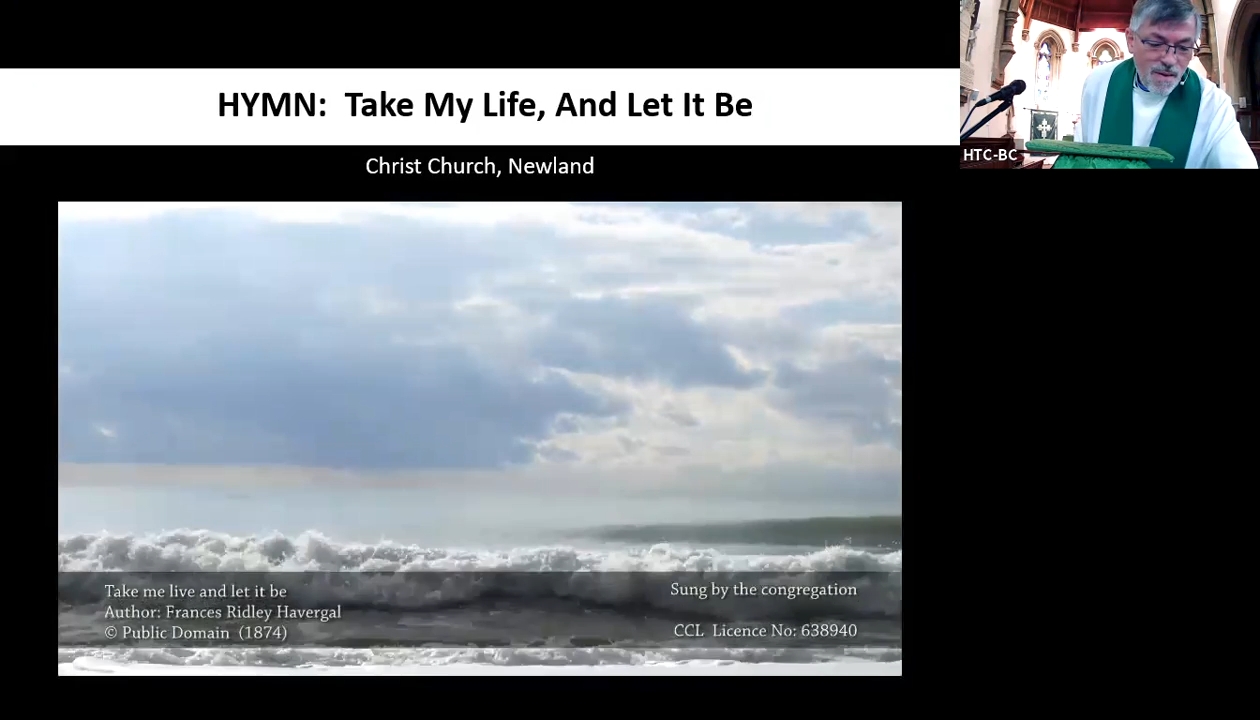 HYMN:  Take My Life, And Let It Be
Christ Church, Newland
HTC-BC
Take me live and let it be
Author: Frances Ridley Havergal
© Public Domain  (1874)
Sung by the congregation
CCL  Licence No: 638940